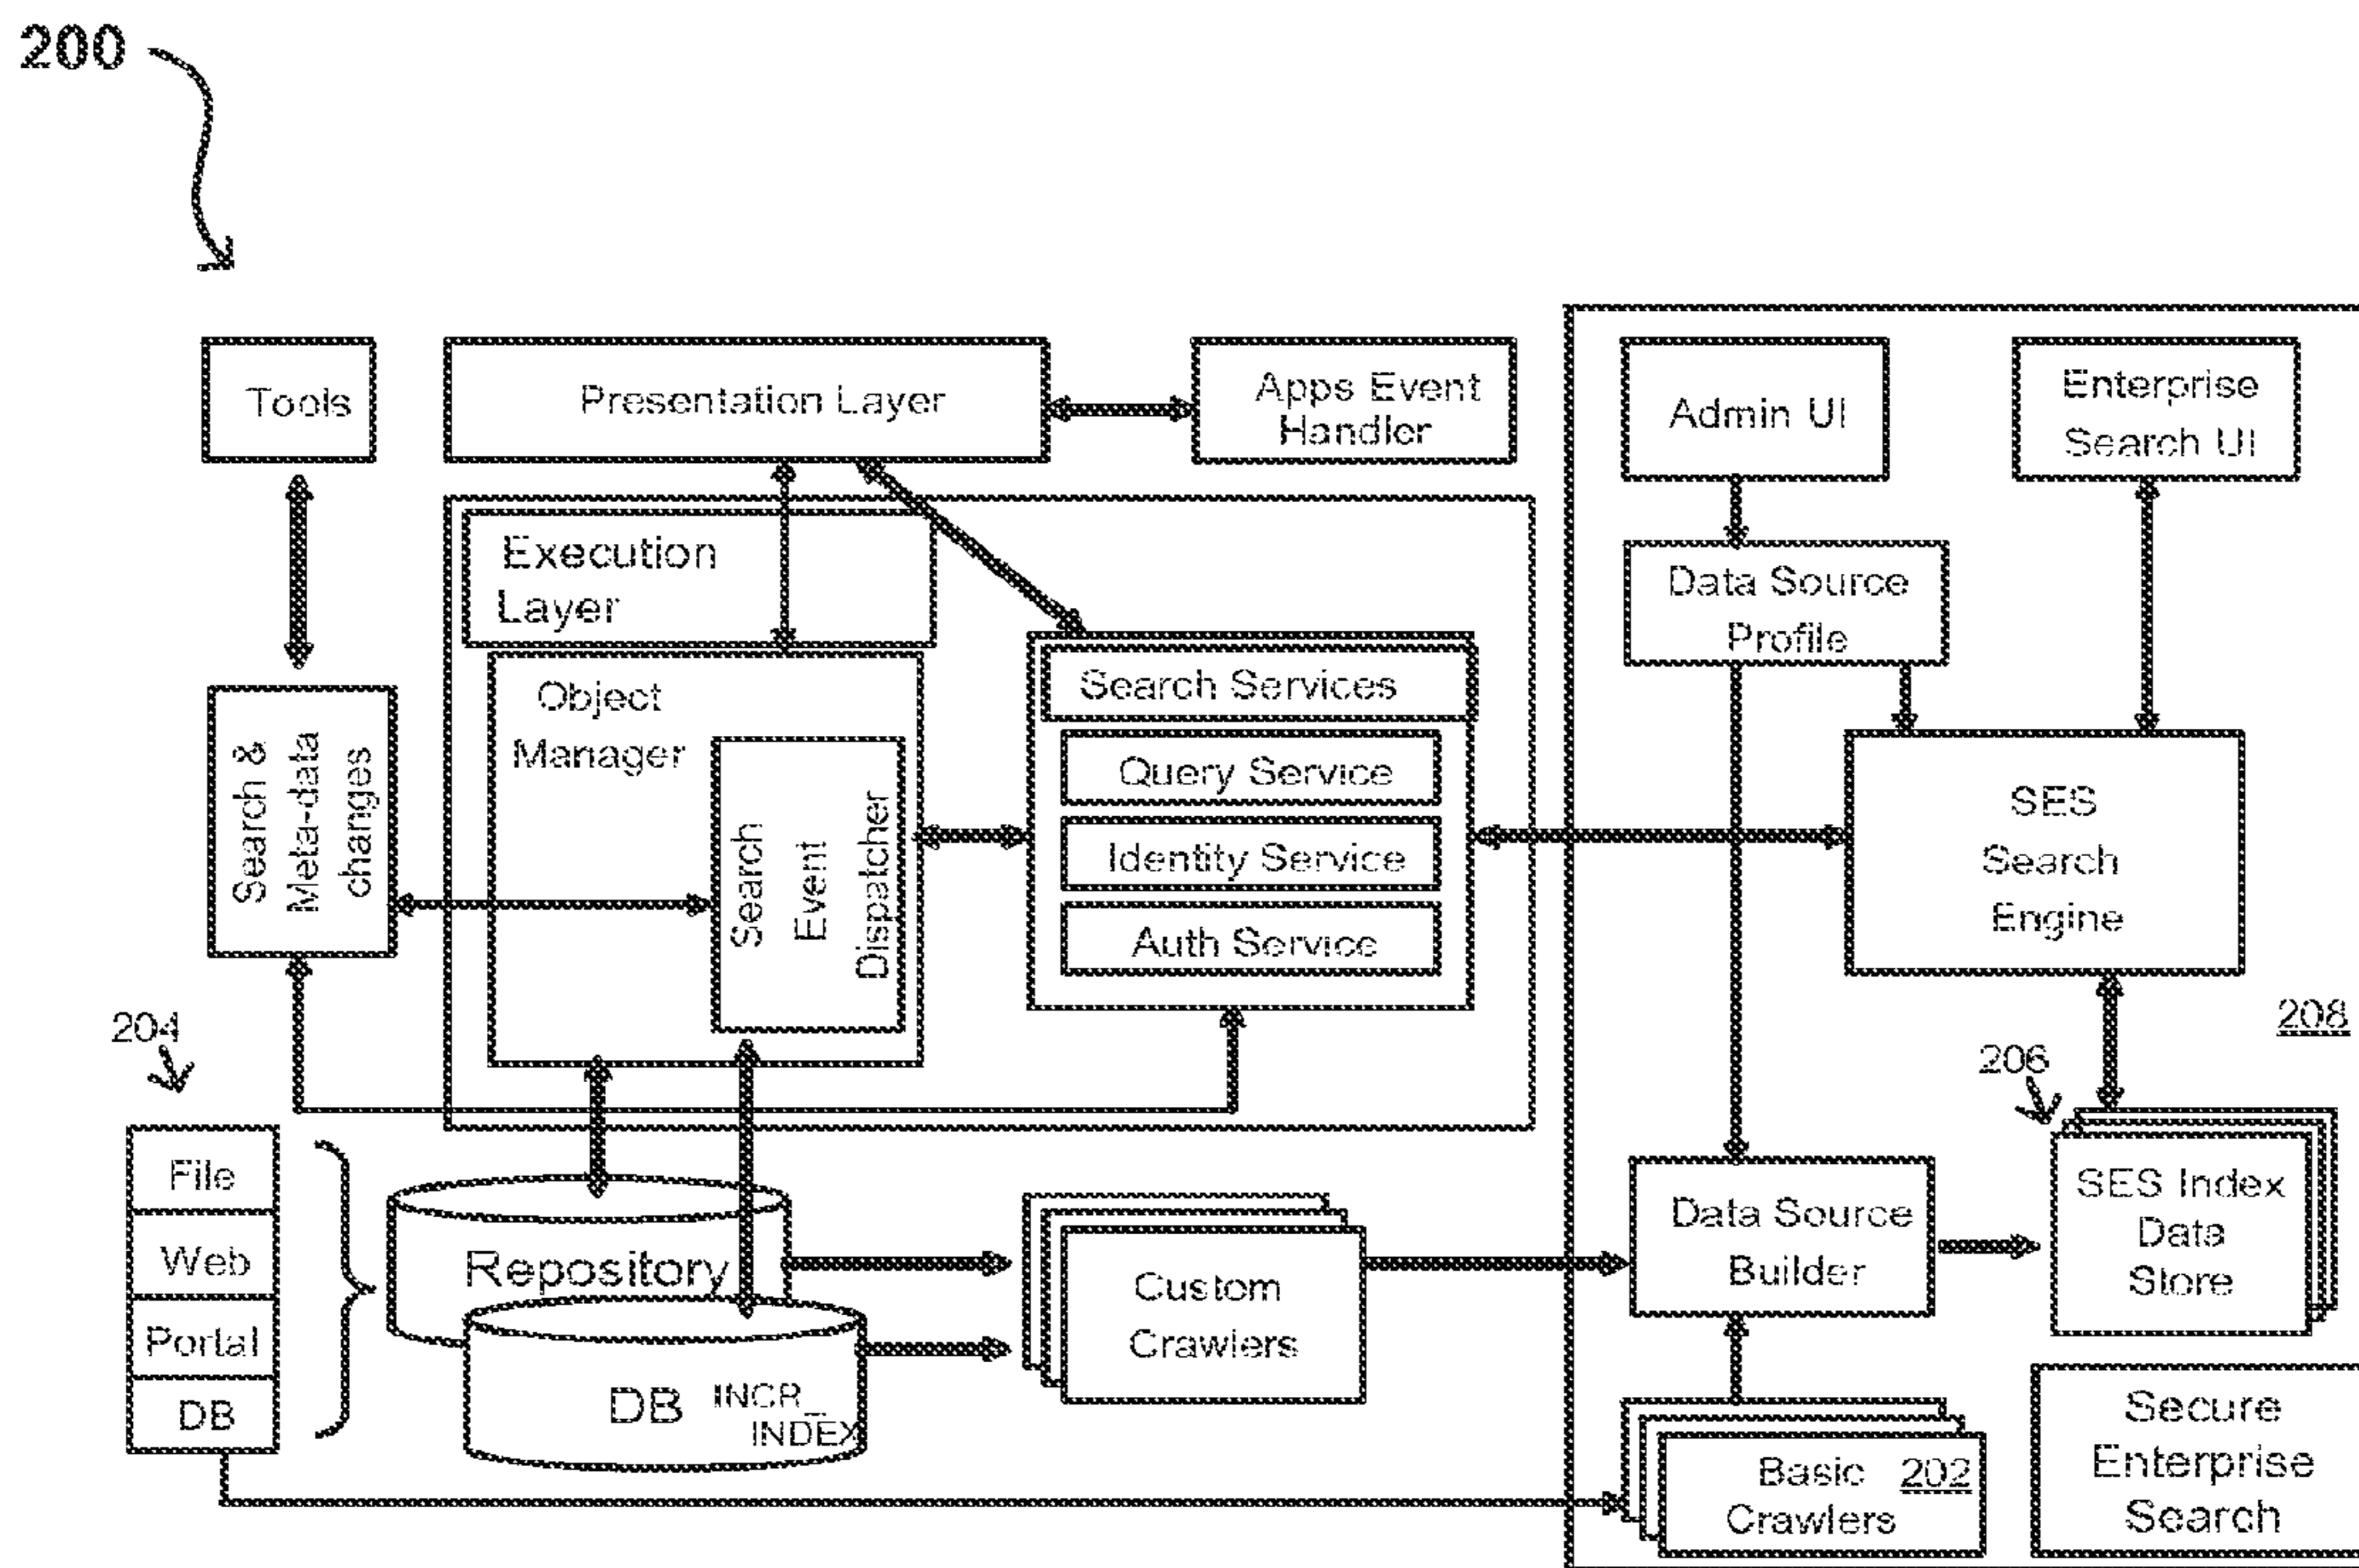 200
Tools
Presentation Layer
Apps Event
Handler
Admin UI
Enterprise
Search UI
Execution
Layer
Data Source
Profile
Object
Manager
Search Services
Query Service
Identity Service
Auth Service
Search &
Meta-data
changes
Search
Event
Dispatcher
SES
Search
Engine
208
204
206
File
Web
Portal
DB
Repository
DB
INCR_
INDEX
Custom
Crawlers
Data Source
Builder
SES Index
Data
Store
Basic 202
Crawlers
Secure
Enterprise
Search